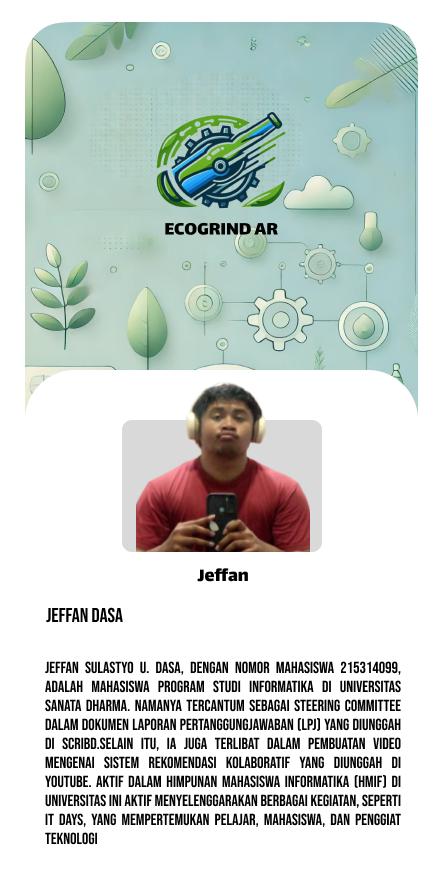 ECOGRIND AR
Jeffan
JEFFAN DASA
JEFFAN SULASTYO U. DASA, DENGAN NOMOR MAHASISWA 215314099,
ADALAH MAHASISWA PROGRAM STUDI INFORMATIKA DI UNIVERSITAS
SANATA DHARMA. NAMANYA TERCANTUM SEBAGAI STEERING COMMITTEE
DALAM DOKUMEN LAPORAN PERTANGGUNGJAWABAN (LPJ) YANG DIUNGGAH
DI SCRIBD.SELAIN ITU, IA JUGA TERLIBAT DALAM PEMBUATAN VIDEO
MENGENAI SISTEM REKOMENDASI KOLABORATIF YANG DIUNGGAH DI
YOUTUBE. AKTIF DALAM HIMPUNAN MAHASISWA INFORMATIKA (HMIF) DI
UNIVERSITAS INI AKTIF MENYELENGGARAKAN BERBAGAI KEGIATAN, SEPERTI
IT DAYS, YANG MEMPERTEMUKAN PELAJAR, MAHASISWA, DAN PENGGIAT
TEKNOLOGI